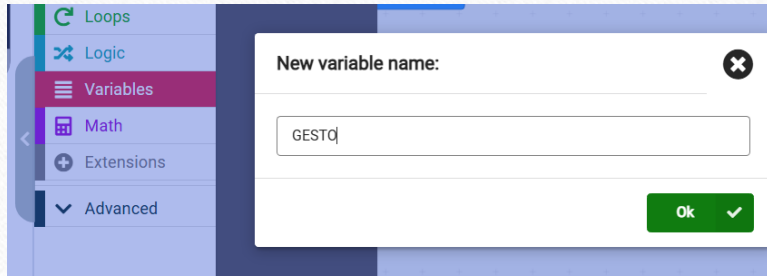 Loops
Logic
Variables
Math
Extensions
Advanced
New variable name:
GESTO
Ok